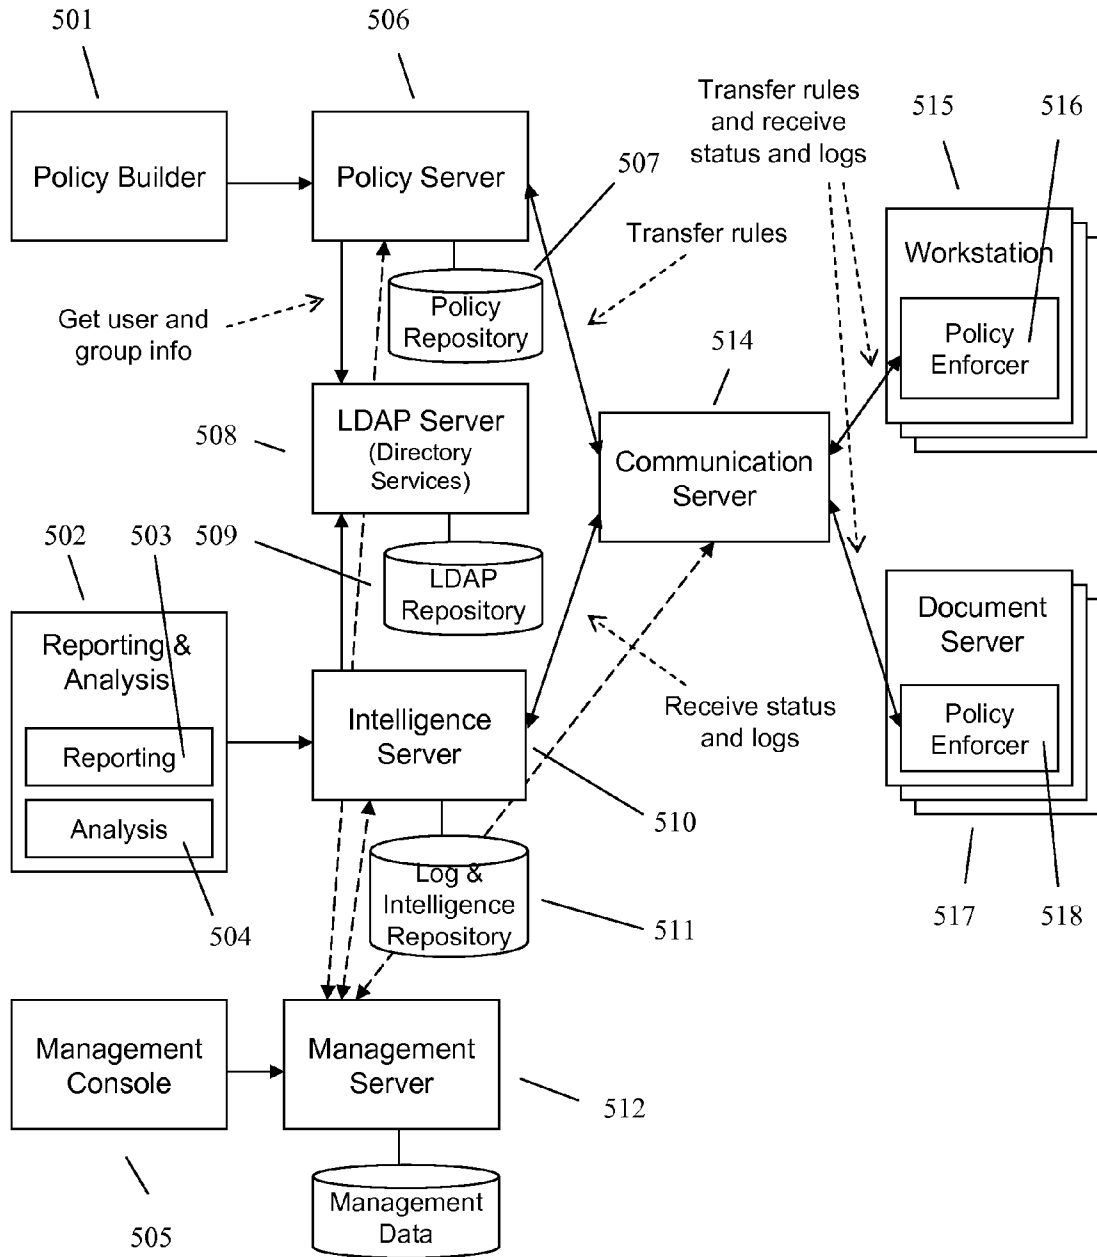 501
506
Transfer rules
and receive
status and logs
515
516
Policy Builder
Policy Server
507
Transfer rules
Workstation
Policy
Enforcer
Get user and
group info
Policy
Repository
514
508
LDAP Server
(Directory
Services)
Communication
Server
502
503
509
LDAP
Repository
Document
Server
Policy
Enforcer
Reporting &
Analysis
Reporting
Analysis
Intelligence
Server
Receive status
and logs
510
Log &
Intelligence
Repository
504
511
517
518
Management
Console
Management
Server
512
505
Management
Data